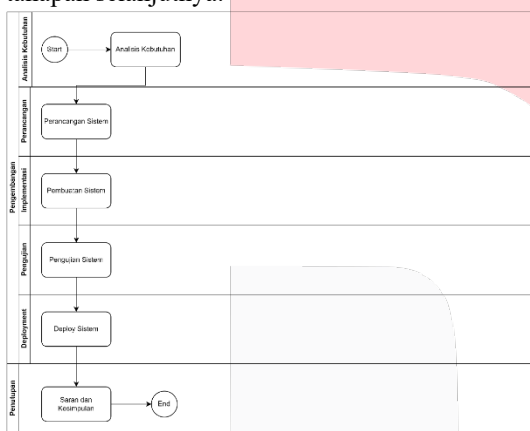 tahapan selanjutnya.
Pengembangan
Analisis Kebutuhan
Start
Analisis Kebutuhan
Perancangan
Perancangan Sistem
Implementasi
Pembuatan Sistem
Pengujian
Pengujian Sistem
Deployment
Deploy Sistem
Penutupan
Saran dan
Kesimpulan
End